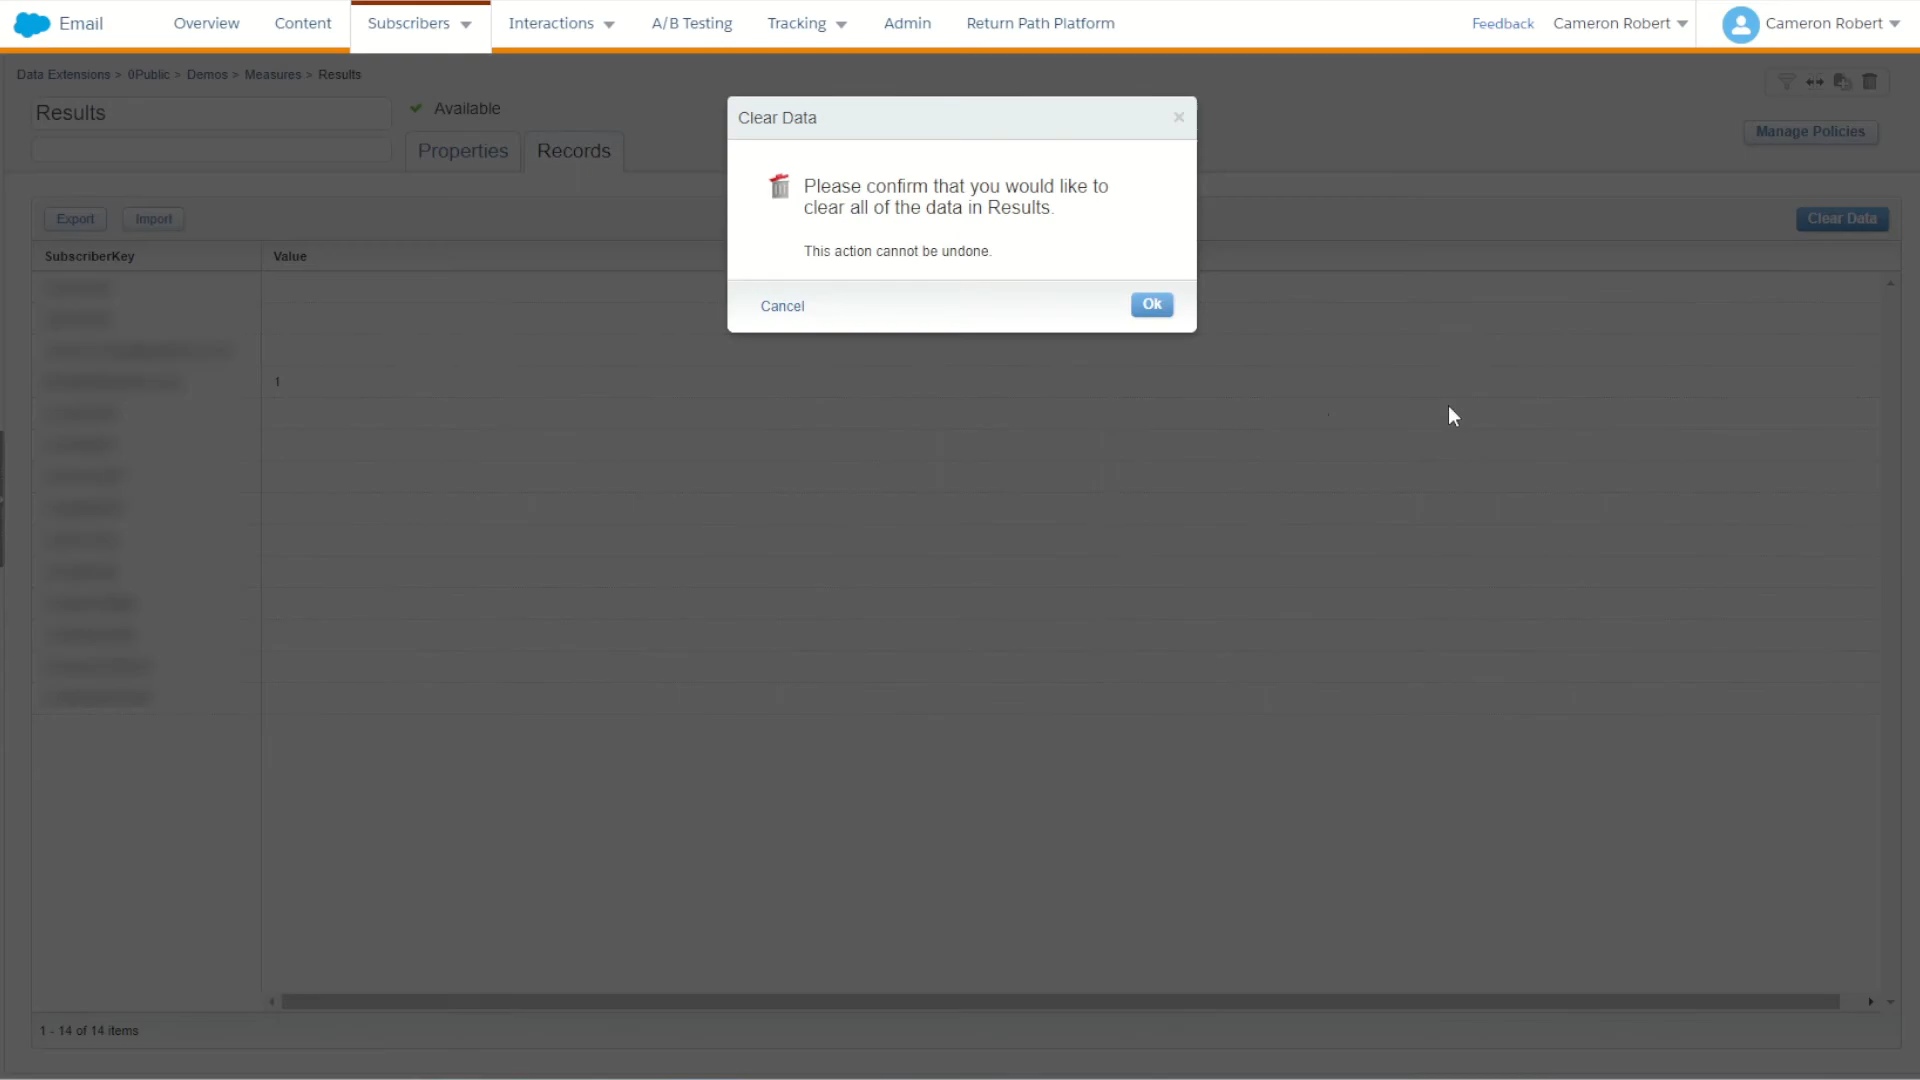 Email
Overview
Content
Subscribers
Interactions
A/B Testing
Tracking
Admin
Return Path Platform
Feedback
Cameron Robert
Cameron Robert
Data Extensions > 0Public > Demos > Measures > Results
Results
Available
Properties
Records
Manage Policies
Export
Import
Clear Data
SubscriberKey
Value
1
1 - 14 of 14 items
Clear Data
×
Please confirm that you would like to
clear all of the data in Results.
This action cannot be undone.
Cancel
Ok